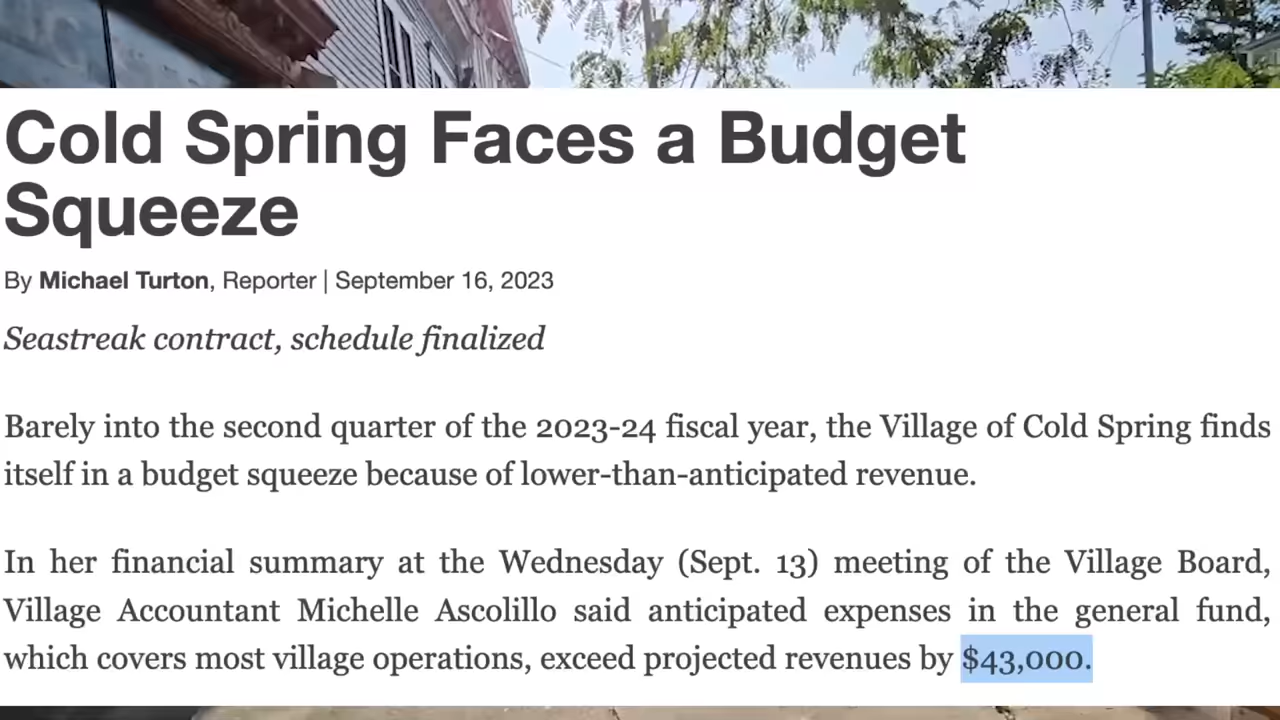 Cold Spring Faces a Budget
Squeeze
By Michael Turton, Reporter | September 16, 2023
Seastreak contract, schedule finalized
Barely into the second quarter of the 2023-24 fiscal year, the Village of Cold Spring finds
itself in a budget squeeze because of lower-than-anticipated revenue.
In her financial summary at the Wednesday (Sept. 13) meeting of the Village Board,
Village Accountant Michelle Ascolillo said anticipated expenses in the general fund,
which covers most village operations, exceed projected revenues by $43,000.